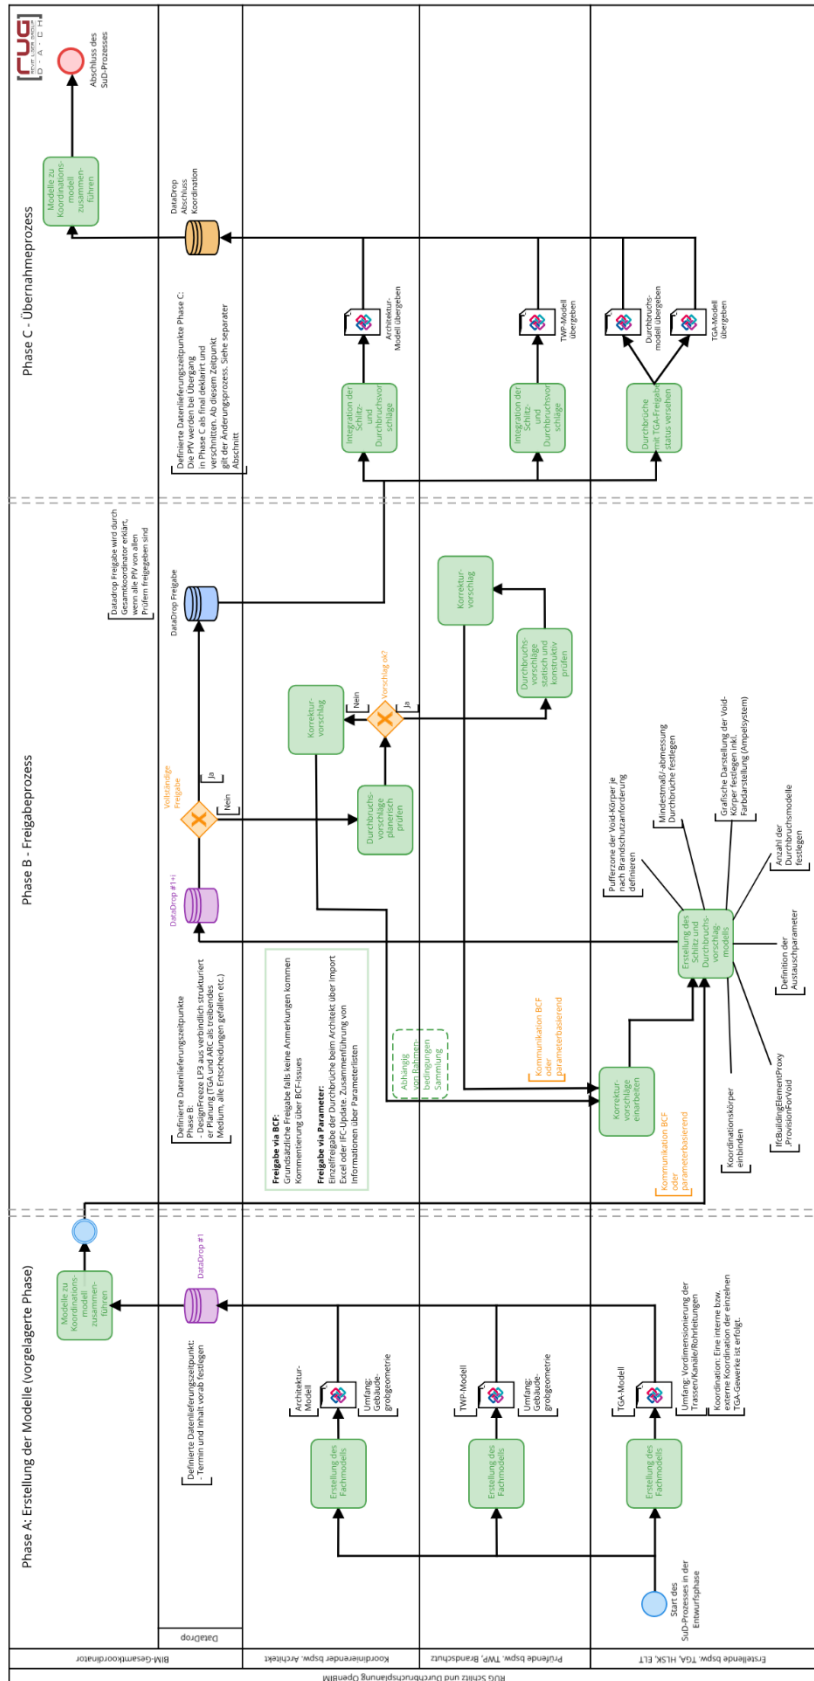 RUG Schlitz und Durchbruchsplanung OpenBIM
BIM-Gesamtkoordinator
DataDrop
Koordinierender bspw. Architekt
Prüfende bspw. TWP, Brandschutz
Erstellende bspw. TGA, HLSK, ELT
Phase A: Erstellung der Modelle (vorgelagerte Phase)
Modelle zu
Koordinations-
modell
zusammen-
führen
Definierte Datenlieferungszeitpunkt:
- Termin und Inhalt vorab festlegen
DataDrop #1
Erstellung des
Fachmodells
Architektur-
Modell
Umfang:
Gebäude-
grobgeometrie
Erstellung des
Fachmodells
TWP-Modell
Umfang:
Gebäude-
grobgeometrie
Start des
SuD-Prozesses in der
Entwurfsphase
Erstellung des
Fachmodells
TGA-Modell
Umfang: Vordimensionierung der
Trassen/Kanäle/Rohrleitungen
Koordination: Eine interne bzw.
externe Koordination der einzelnen
TGA-Gewerke ist erfolgt.
Phase B - Freigabeprozess
Definierte Datenlieferungszeitpunkte
Phase B:
- DesignFreeze LP3 aus verbindlich strukturiert
er Planung (TGA und ARC als treibendes
Medium, alle Entscheidungen gefallen etc.)
DataDrop #1+i
Vollständige
Freigabe
Ja
Nein
DataDrop Freigabe
Datadrop Freigabe wird durch
Gesamtkoordinator erklärt,
wenn alle PfV von allen
Prüfern freigegeben sind
Freigabe via BCF:
Grundsätzliche Freigabe falls keine Anmerkungen kommen
Kommentierung über BCF-Issues
Freigabe via Parameter:
Einzelfreigabe der Durchbrüche beim Architekt über Import
Excel oder IFC-Update. Zusammenführung von
Informationen über Parameterlisten
Durchbruchs-
vorschläge
planerisch
prüfen
Korrektur-
vorschlag
Nein
Vorschlag ok?
Ja
Abhängig
von Rahmen-
bedingungen
Sammlung
Durchbruchs-
vorschläge
statisch und
konstruktiv
prüfen
Korrektur-
vorschlag
Kommunikation BCF
oder
parameterbasierend
Korrektur-
vorschläge
einarbeiten
Kommunikation BCF
oder
parameterbasierend
Erstellung des
Schlitz und
Durchbruchs-
vorschlag-
modells
Koordinationskörper
einbinden
IfcBuildingElementProxy
.ProvisionForVoid
Definition der
Austauschparameter
Anzahl der
Durchbruchsmodelle
festlegen
Grafische Darstellung der Void-
Körper festlegen inkl.
Farbdarstellung (Ampelsystem)
Mindestmaß/-abmessung
Durchbrüche festlegen
Pufferzone der Void-Körper je
nach Brandschutzanforderung
definieren
Phase C - Übernahmeprozess
Modelle zu
Koordinations-
modell
zusammen-
führen
Abschluss des
SuD-Prozesses
RUG
REVIT USER GROUP
D-A-C-H
Definierte Datenlieferungszeitpunkte Phase C:
Die PfV werden bei Übergang
in Phase C als final deklarirt und
verschnitten. Ab diesem Zeitpunkt
gilt der Änderungsprozess. Siehe separater
Abschnitt
DataDrop
Abschluss
Koordination
Integration der
Schlitz-
und
Durchbruchsvor
schläge
Architektur-
Modell übergeben
Integration der
Schlitz-
und
Durchbruchsvor
schläge
TWP-Modell
übergeben
Durchbrüche
mit TGA-Freigabe
status versehen
Durchbruchs-
modell übergeben
TGA-Modell
übergeben